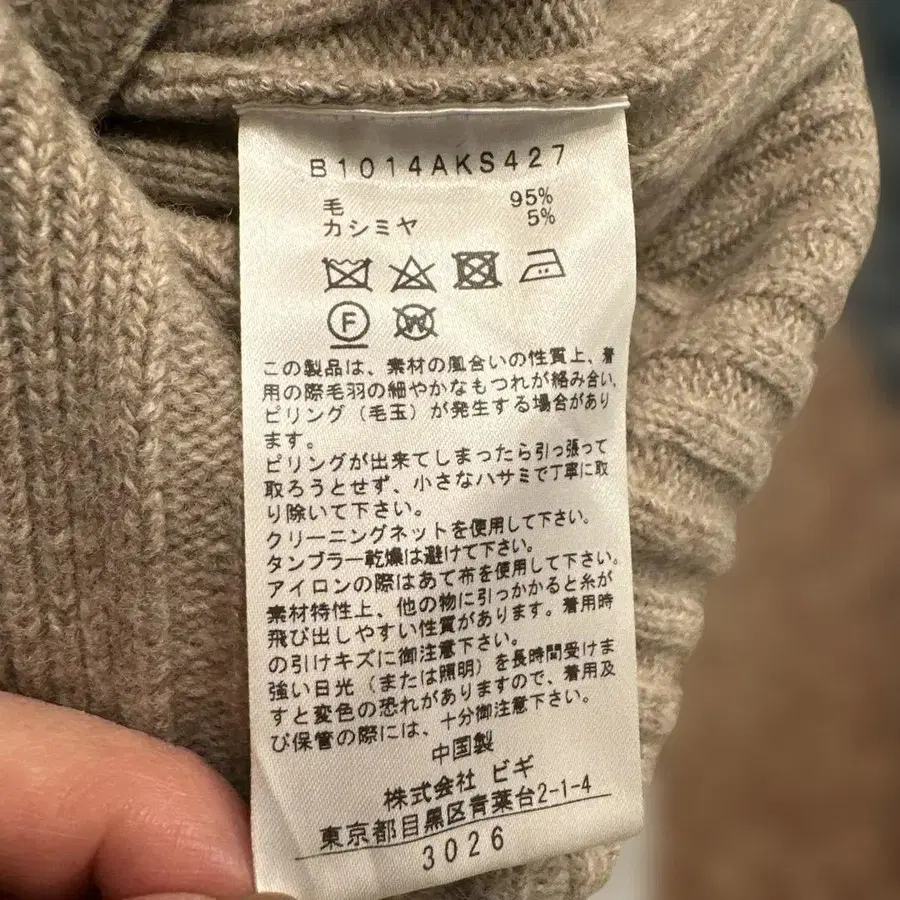 B1014AKS427
毛 95%
カシミヤ 5%
F W
この製品は、素材の風合いの性質上、着
用の際毛羽の細やかなもつれが絡み合い、
ピリング(毛玉)が発生する場合があり
ます。
ピリングが出来てしまったら引っ張って
取ろうとせず、小さなハサミで丁寧に取
り除いて下さい。
クリーニングネットを使用して下さい。
タンブラー乾燥は避けて下さい。
アイロンの際はあて布を使用して下さい。
素材特性上、他の物に引っかかると糸が
飛び出しやすい性質があります。着用時
の引けキズに御注意下さい。
強い日光(または照明)を長時間受けま
すと変色の恐れがありますので、着用及
び保管の際には、十分御注意下さい。
中国製
株式会社 ビギ
東京都目黒区青葉台2-1-4
3026